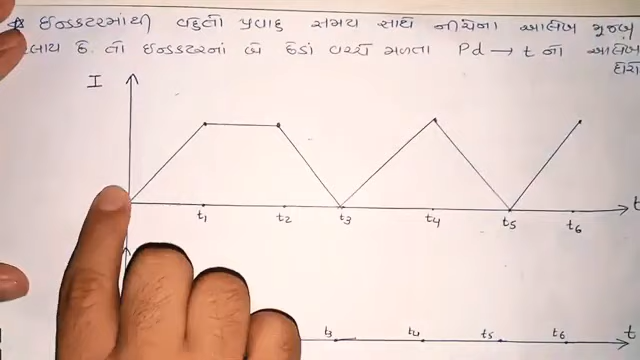 ઇન્ડક્ટરમાંથી વહેતો પ્રવાહ સમય સાથે નીચેના આલેખ મુજબ
બદલાય છે. તો ઇન્ડક્ટરનાં બે છેડાં વચ્ચે મળતા Pd → t નો આલેખ
દોરો
I
t
t₁ t₂ t₃ t₄ t₅ t₆
t₃ t₄ t₅ t₆ t